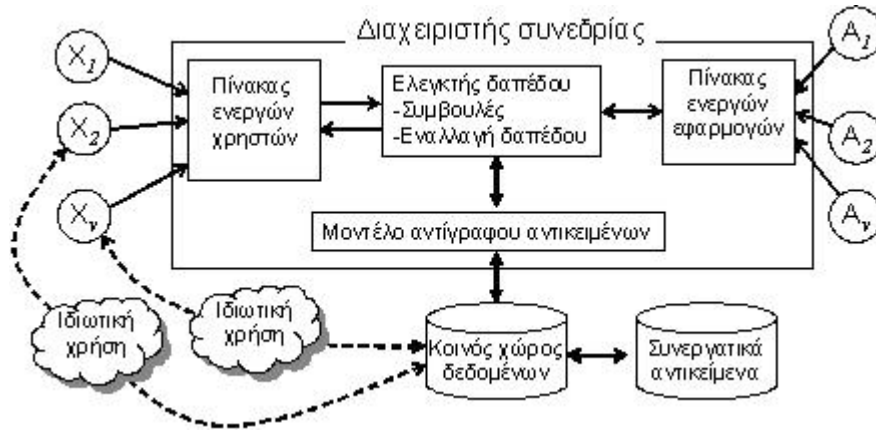 Διαχειριστής συνεδρίας
X1
X2
Xν
Πίνακας
ενεργών
χρηστών
Ελεγκτής δαπέδου
-Συμβουλές
-Εναλλαγή δαπέδου
Πίνακας
ενεργών
εφαρμογών
A1
A2
Aν
Μοντέλο αντίγραφου αντικειμένων
Ιδιωτική
χρήση
Ιδιωτική
χρήση
Κοινός χώρος
δεδομένων
Συνεργατικά
αντικείμενα